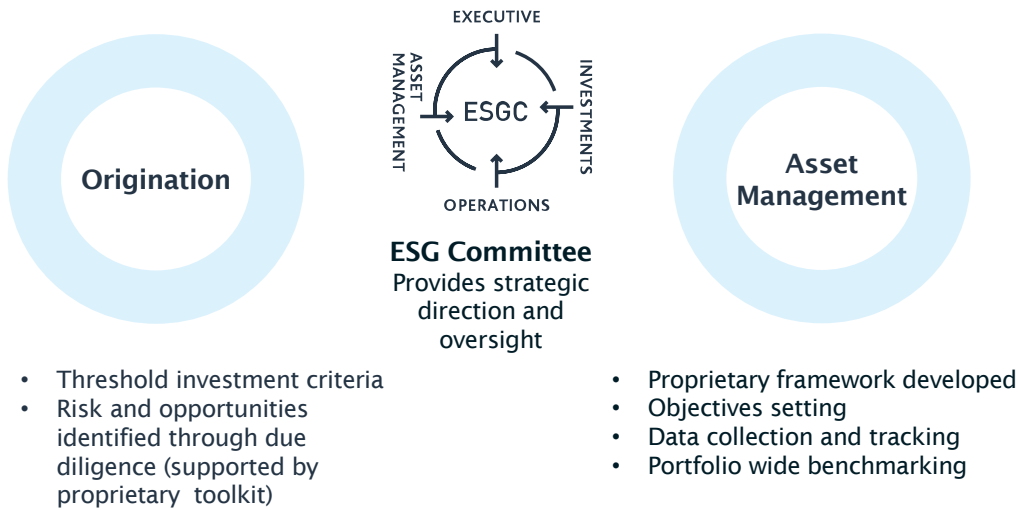 Origination
EXECUTIVE
ASSET
MANAGEMENT
ESGC
INVESTMENTS
OPERATIONS
ESG Committee
Provides strategic
direction and
oversight
Asset
Management
• Threshold investment criteria
• Risk and opportunities
identified through due
diligence (supported by
proprietary toolkit)
• Proprietary framework developed
• Objectives setting
• Data collection and tracking
• Portfolio wide benchmarking